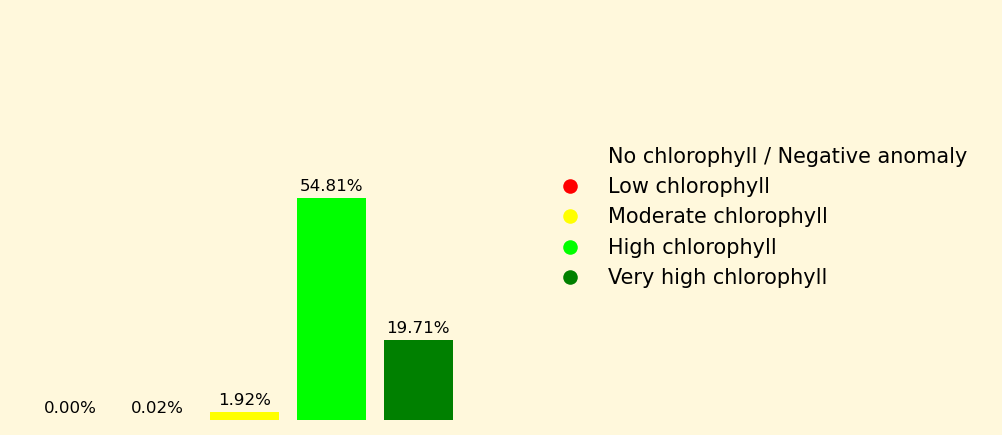 0.00%
0.02%
1.92%
54.81%
19.71%
No chlorophyll / Negative anomaly
Low chlorophyll
Moderate chlorophyll
High chlorophyll
Very high chlorophyll